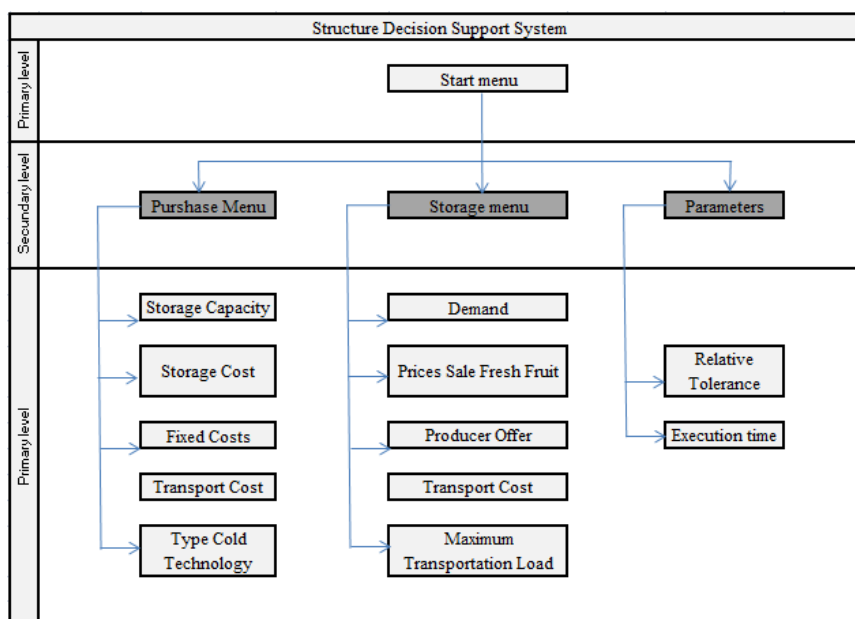 Structure Decision Support System
Primary level
Start menu
Secundary level
Purshase Menu
Storage menu
Parameters
Primary level
Storage Capacity
Demand
Storage Cost
Prices Sale Fresh Fruit
Relative
Tolerance
Fixed Costs
Producer Offer
Execution time
Transport Cost
Transport Cost
Type Cold
Technology
Maximum
Transportation Load